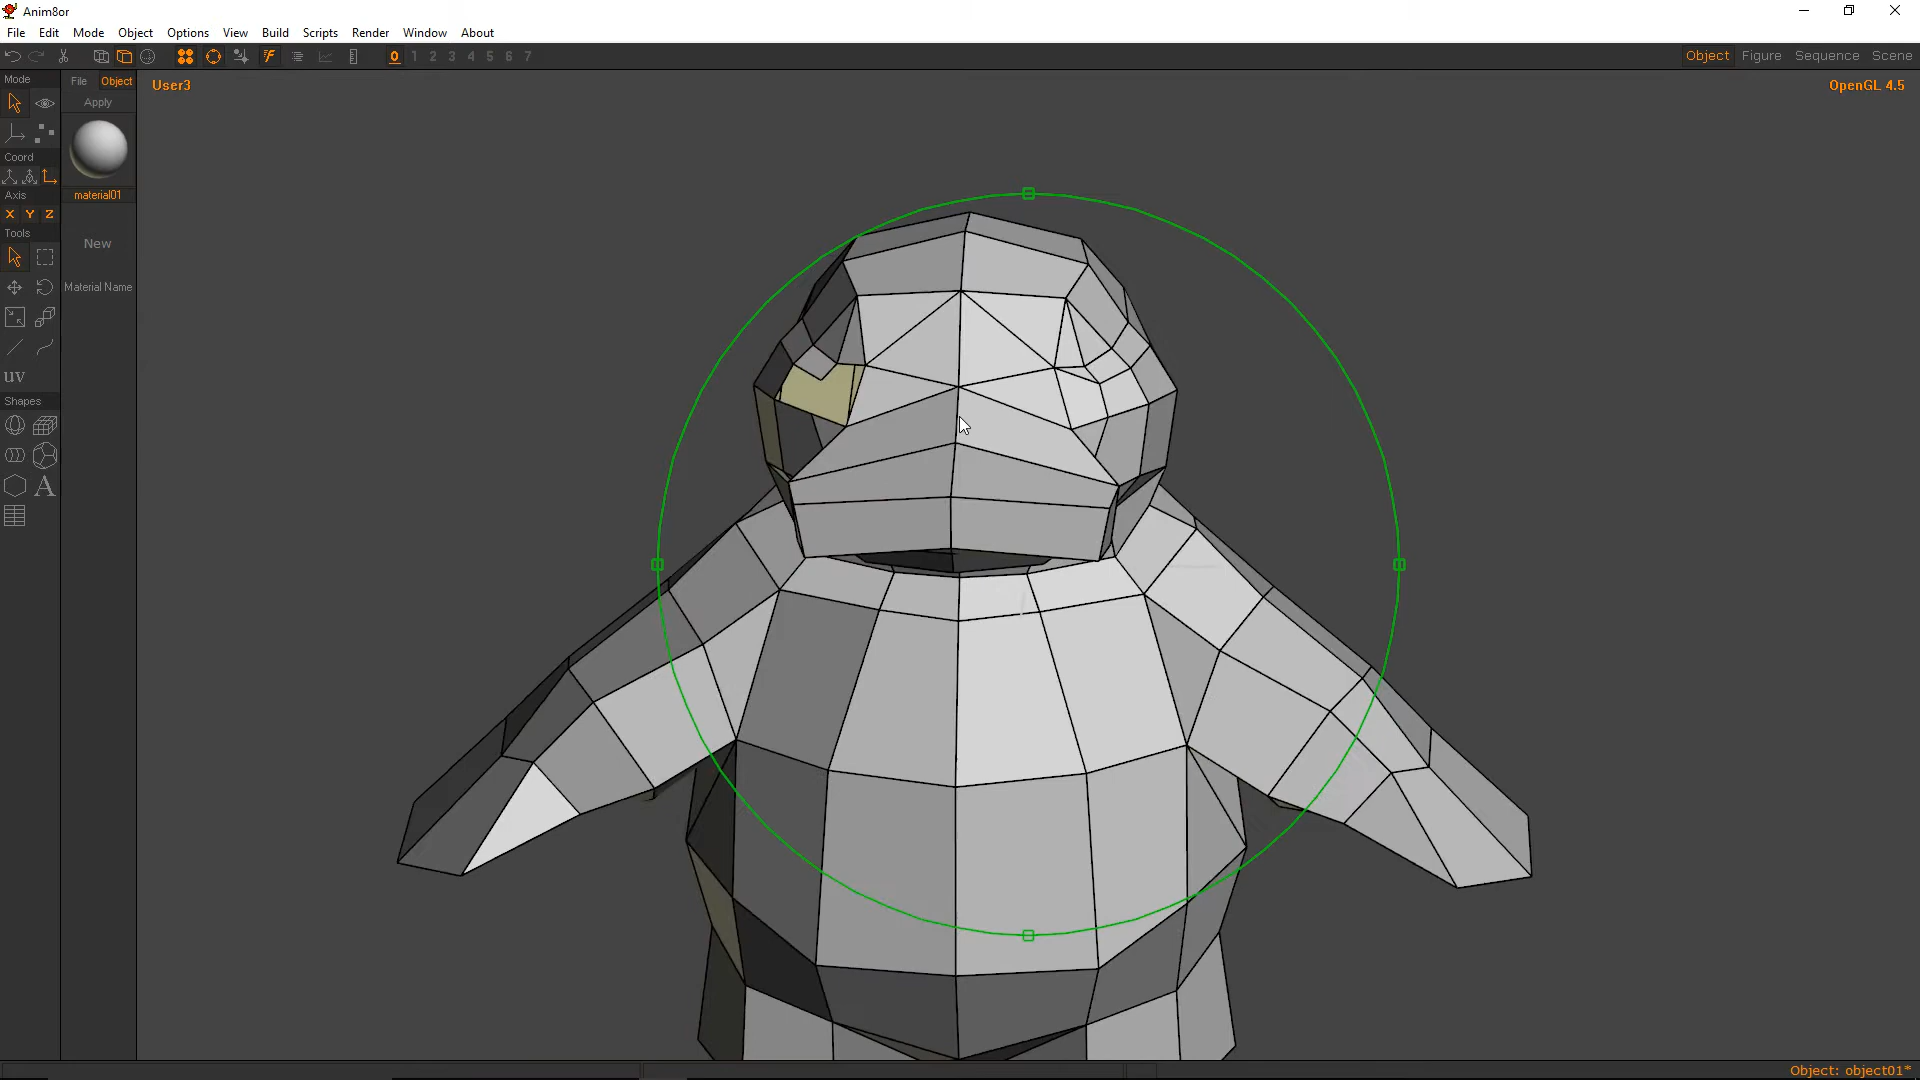 Anim8or
File Edit Mode Object Options View Build Scripts Render Window About
0 1 2 3 4 5 6 7
Object Figure Sequence Scene
Mode
File Object
Apply
User3
OpenGL 4.5
Coord
Axis
material01
X Y Z
Tools
New
Material Name
UV
Shapes
A
Object: object01*